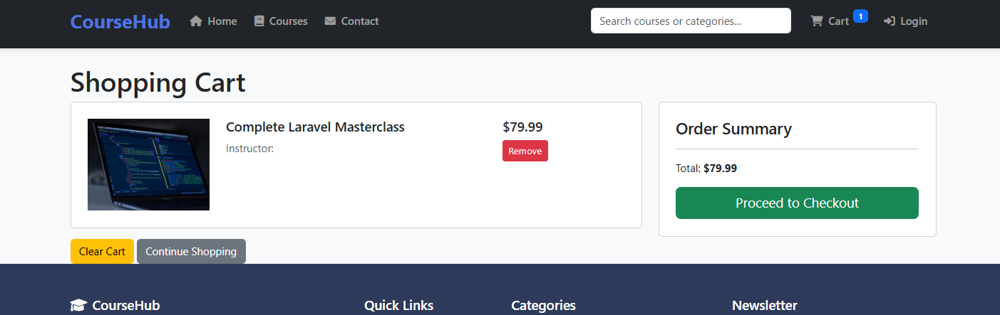 CourseHub Home Courses Contact Search courses or categories... Cart 1 Login
Shopping Cart
Complete Laravel Masterclass
Instructor:
$79.99
Remove
Order Summary
Total: $79.99
Proceed to Checkout
Clear Cart Continue Shopping
CourseHub Quick Links Categories Newsletter